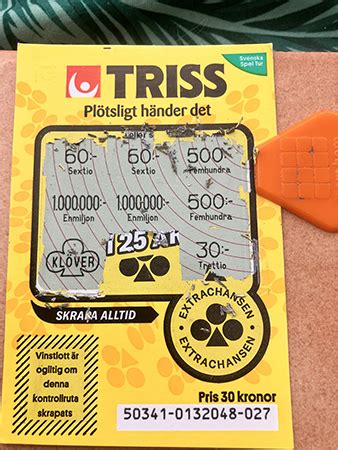 Svenska
Spel Tur
TRISS
Plötsligt händer det
60:- 60:- 500:-
Sextio Sextio Femhundra
1.000.000:- 1.000.000:- 500:-
Enmiljon Enmiljon Femhundra
i 25 år
KLÖVER 30:-
Trettio
SKRAPA ALLTID
EXTRACHANSEN
EXTRACHANSEN
Vinstlott är
ogiltig om
denna
kontrollruta
skrapats
Pris 30 kronor
50341-0132048-027